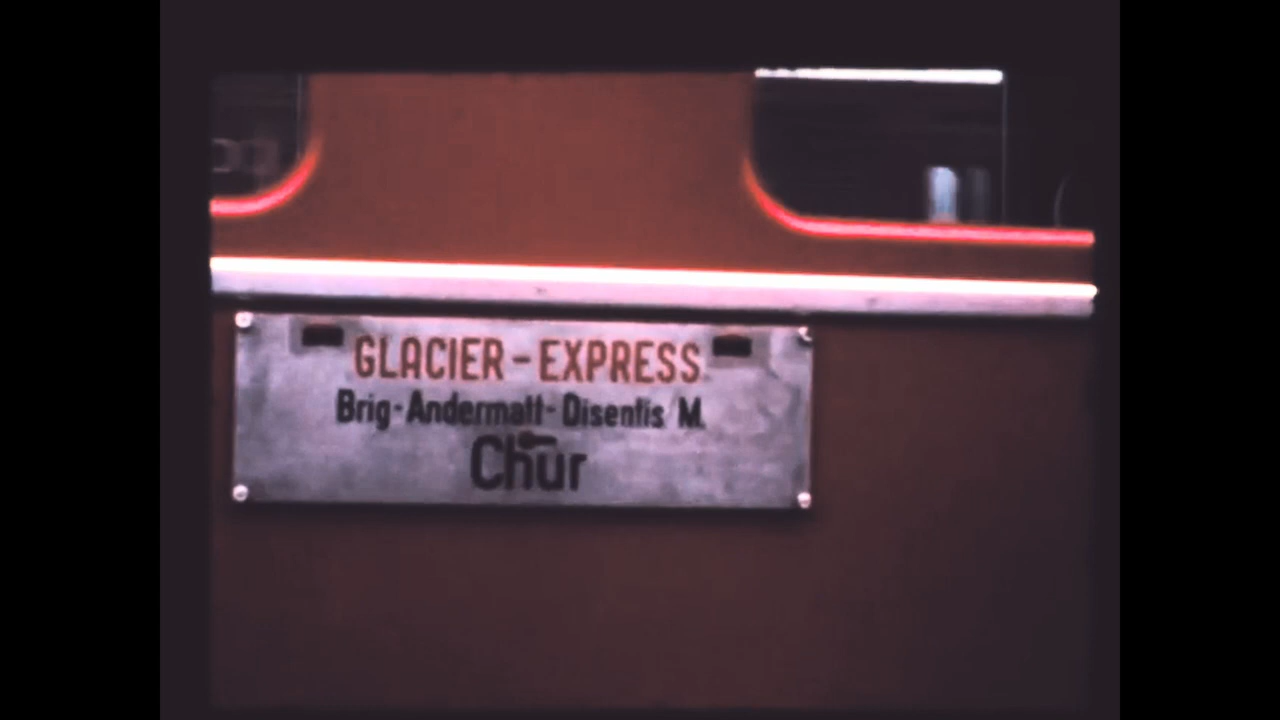 GLACIER - EXPRESS
Brig - Andermatt - Disentis / M.
Chur